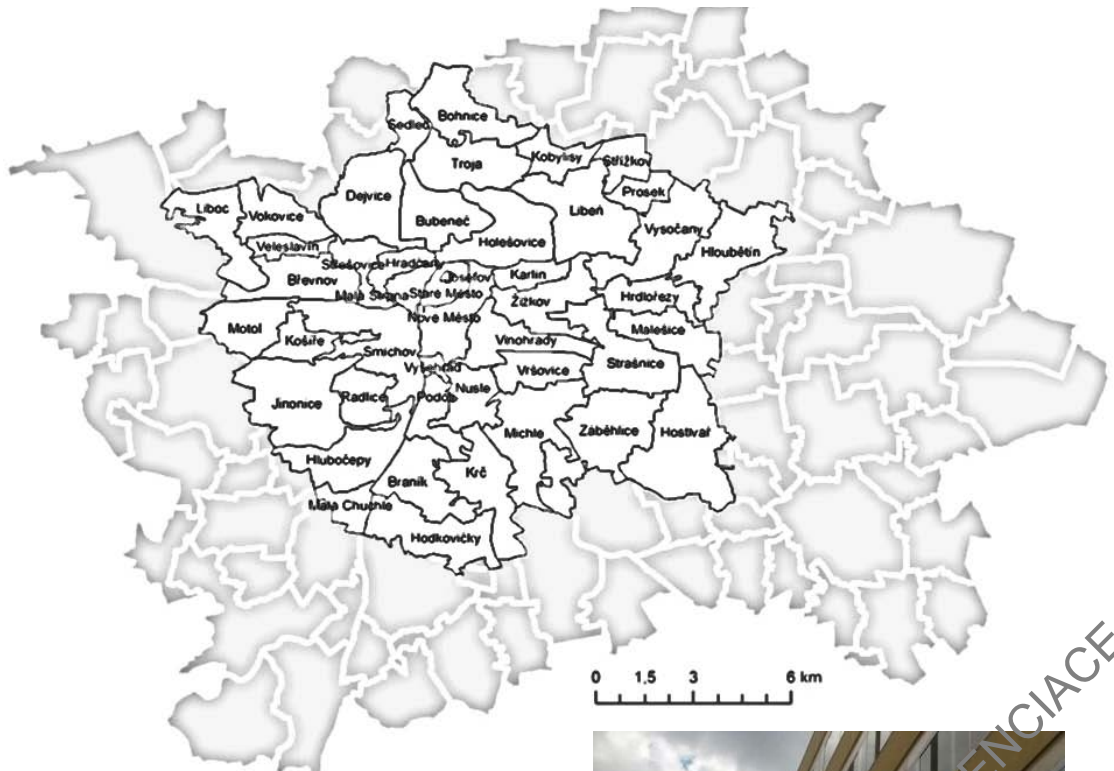 Bohnice
Sedlec
Troja
Kobylisy
Střížkov
Prosek
Dejvice
Liboc
Vokovice
Bubeneč
Libeň
Vysočany
Hloubětín
Holešovice
Veleslavín
Střešovice
Hradčany
Josefov
Karlín
Břevnov
Malá Strana
Staré Město
Žižkov
Hrdlořezy
Nové Město
Motol
Košíře
Malešice
Vinohrady
Smíchov
Strašnice
Vyšehrad
Vršovice
Jinonice
Radlice
Podolí
Nusle
Michle
Záběhlice
Hostivař
Hlubočepy
Braník
Krč
Malá Chuchle
Hodkovičky
0 1,5 3 6 km
ENCIACE